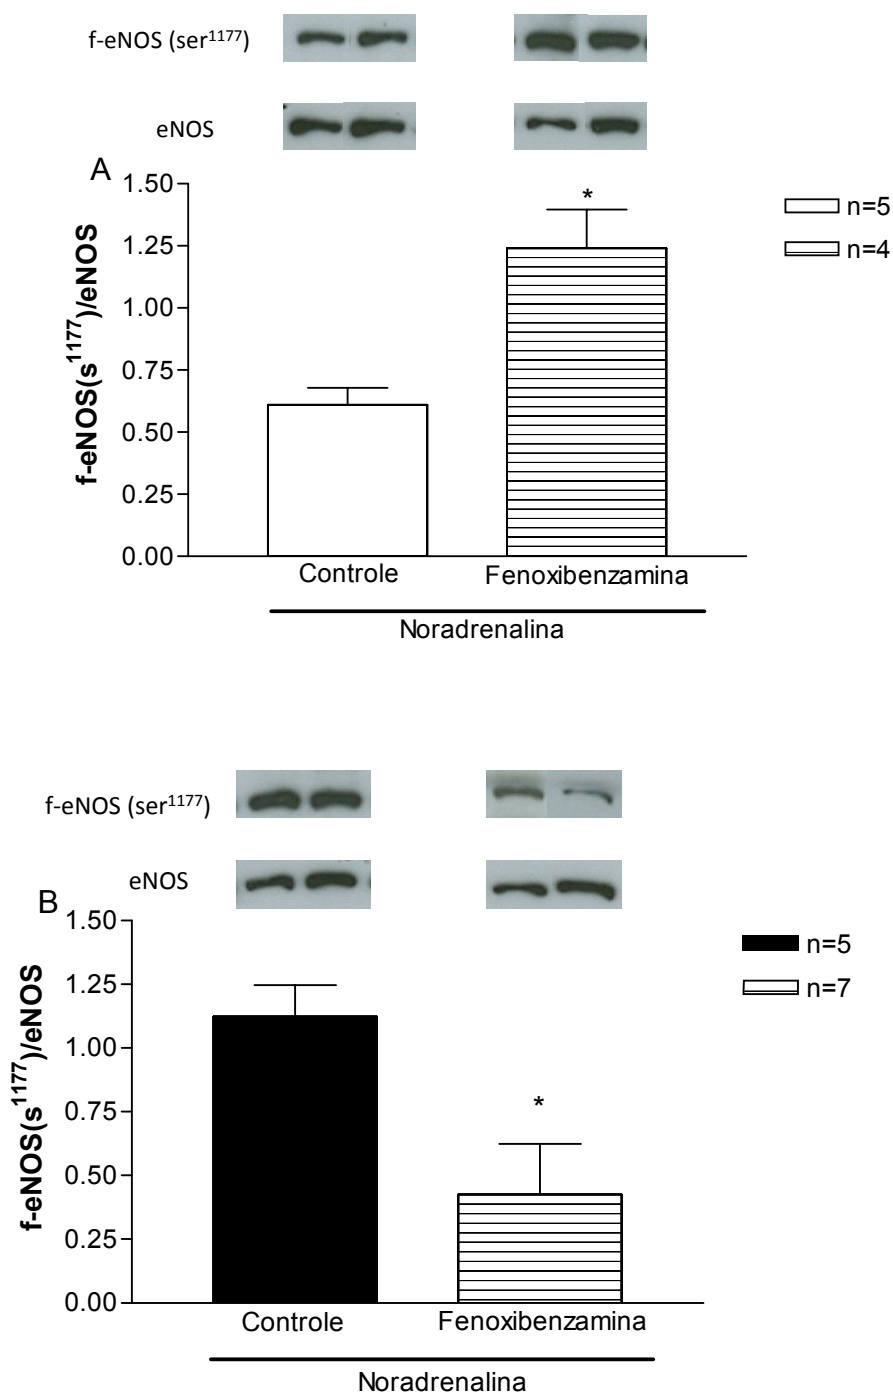 f-eNOS (ser¹¹⁷⁷)
eNOS
A
1.50
1.25
1.00
0.75
0.50
0.25
0.00
f-eNOS(s¹¹⁷⁷)/eNOS
*
n=5
n=4
Controle
Fenoxibenzamina
Noradrenalina
f-eNOS (ser¹¹⁷⁷)
eNOS
B
1.50
1.25
1.00
0.75
0.50
0.25
0.00
f-eNOS(s¹¹⁷⁷)/eNOS
*
n=5
n=7
Controle
Fenoxibenzamina
Noradrenalina